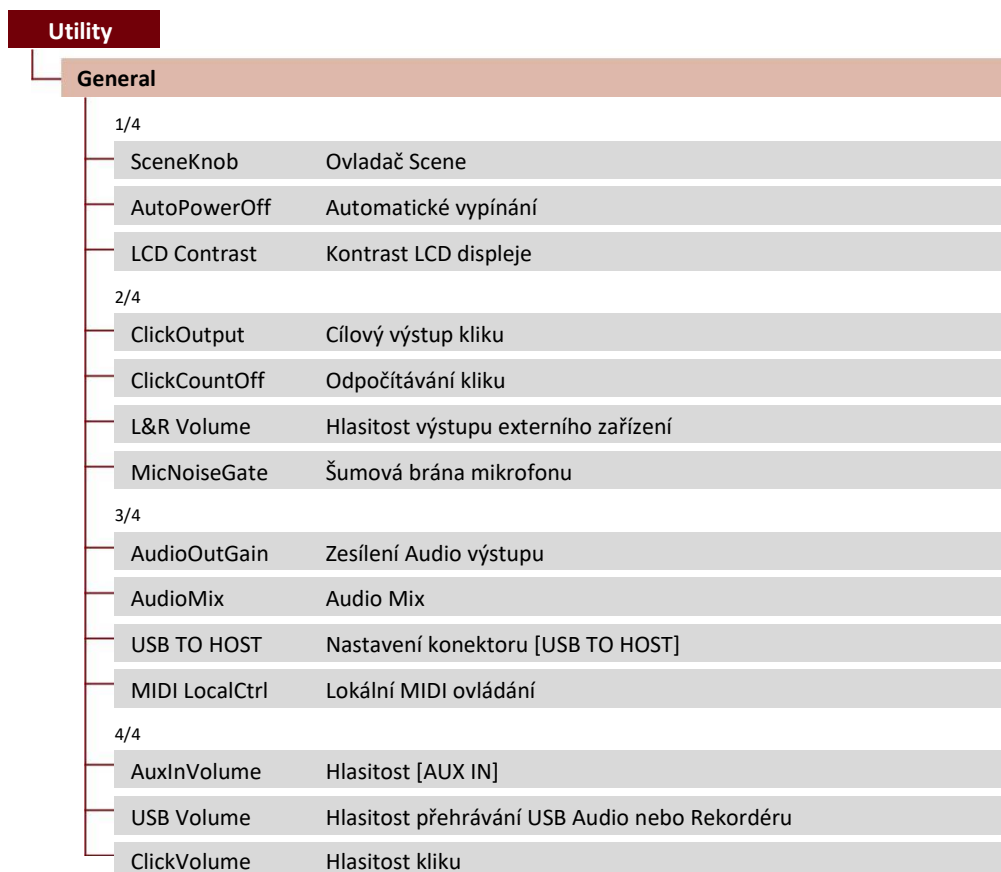 Utility
General
1/4
SceneKnob Ovladač Scene
AutoPowerOff Automatické vypínání
LCD Contrast Kontrast LCD displeje
2/4
ClickOutput Cílový výstup kliku
ClickCountOff Odpočítávání kliku
L&R Volume Hlasitost výstupu externího zařízení
MicNoiseGate Šumová brána mikrofonu
3/4
AudioOutGain Zesílení Audio výstupu
AudioMix Audio Mix
USB TO HOST Nastavení konektoru [USB TO HOST]
MIDI LocalCtrl Lokální MIDI ovládání
4/4
AuxInVolume Hlasitost [AUX IN]
USB Volume Hlasitost přehrávání USB Audio nebo Rekordéru
ClickVolume Hlasitost kliku